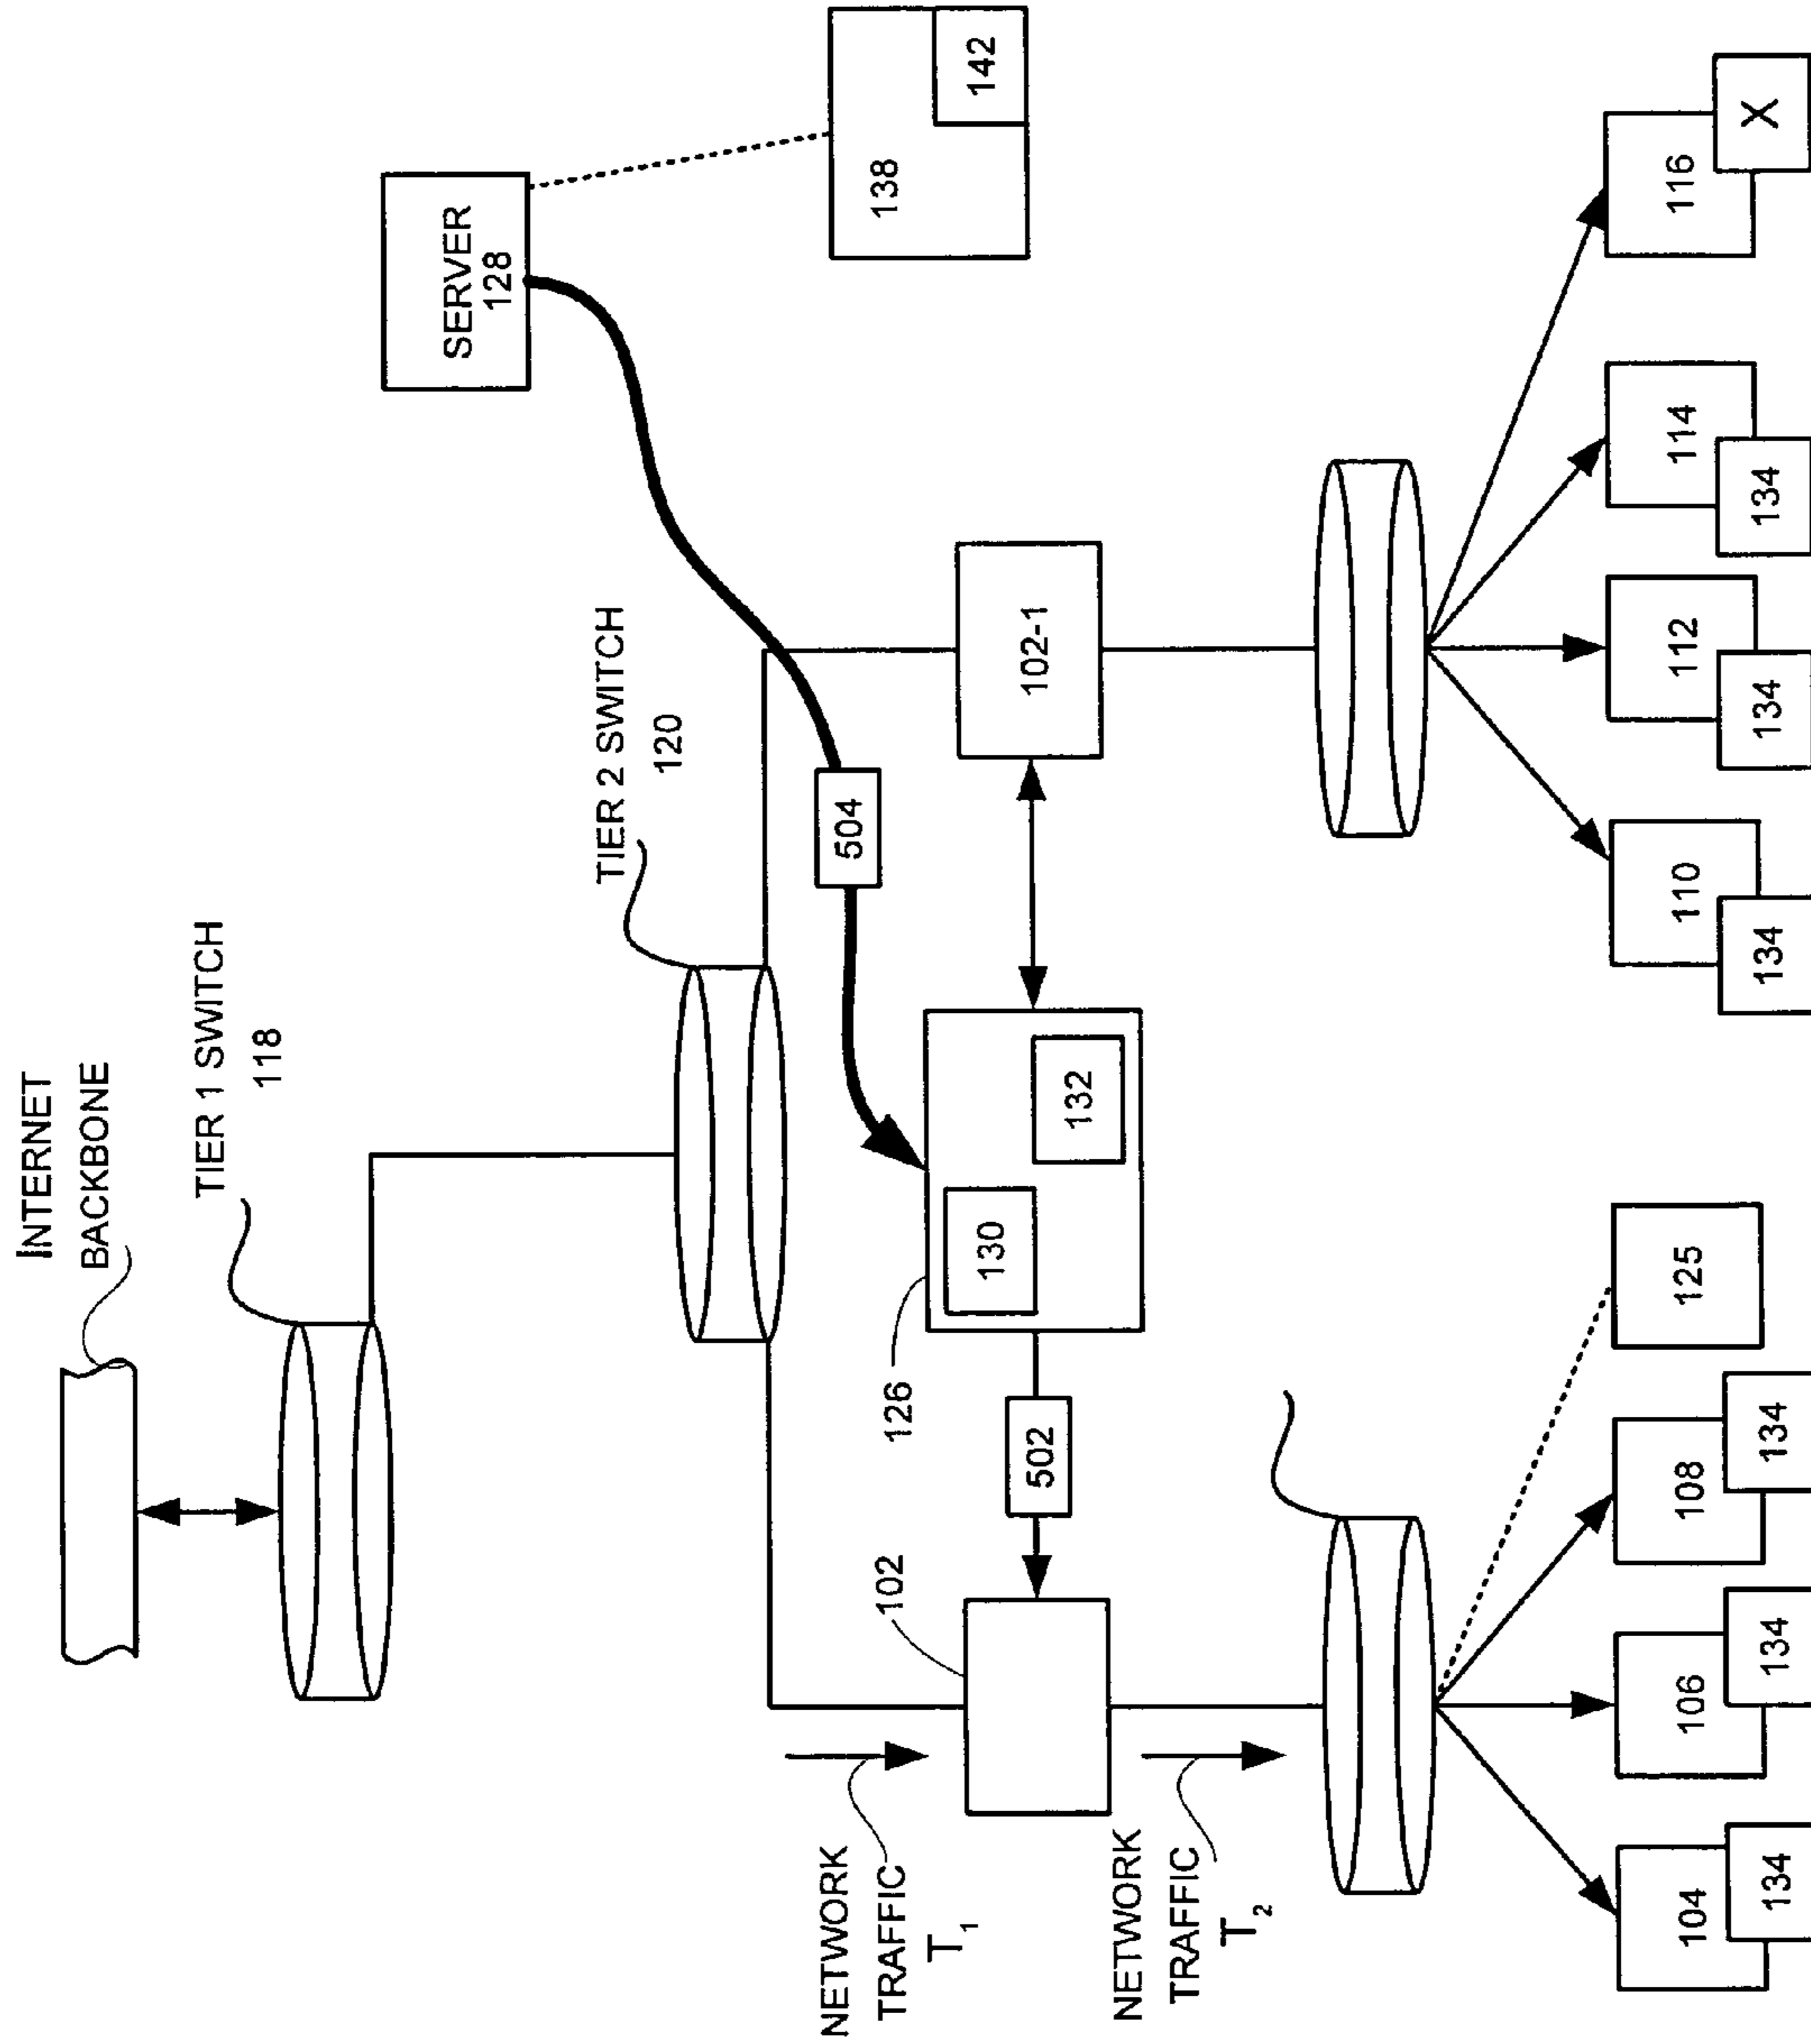 INTERNET
BACKBONE
TIER 1 SWITCH
118
TIER 2 SWITCH
120
SERVER
128
138
142
504
126
130
132
502
102
102-1
NETWORK
TRAFFIC
T1
NETWORK
TRAFFIC
T2
104
134
106
134
108
134
125
110
134
112
134
114
134
116
X